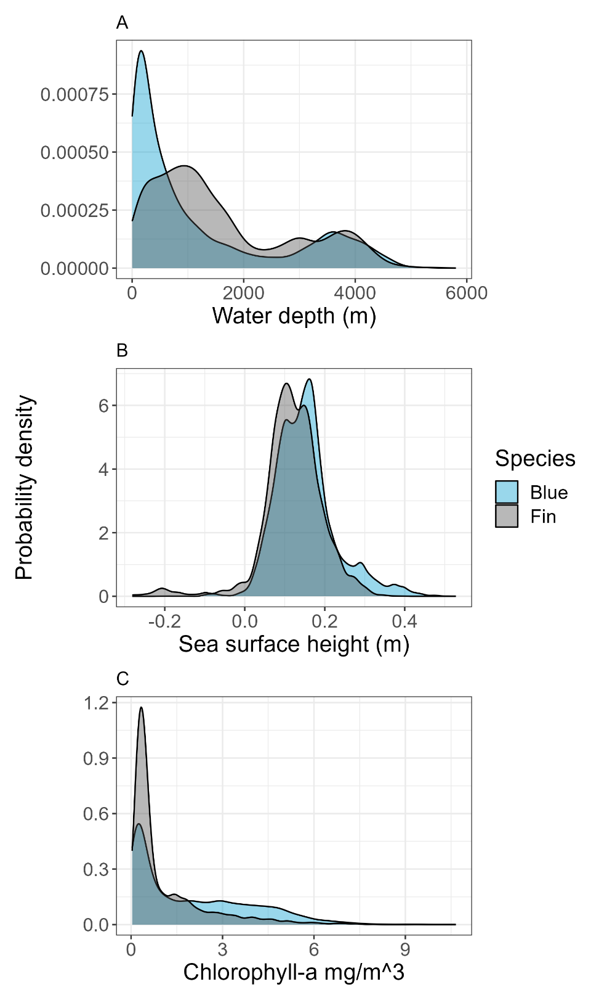 A
0.00075
0.00050
0.00025
0.00000
0 2000 4000 6000
Water depth (m)
B
Probability density
6
4
2
0
-0.2 0.0 0.2 0.4
Sea surface height (m)
Species
Blue
Fin
C
1.2
0.9
0.6
0.3
0.0
0 3 6 9
Chlorophyll-a mg/m^3